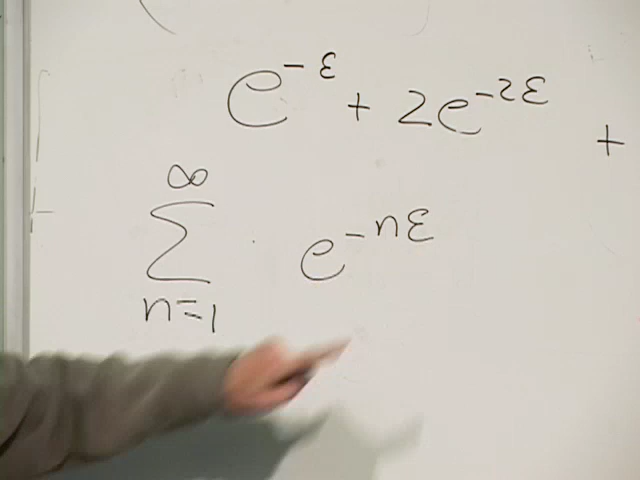 e^{-ε} + 2e^{-2ε} +
∑_{n=1}^{∞} e^{-nε}